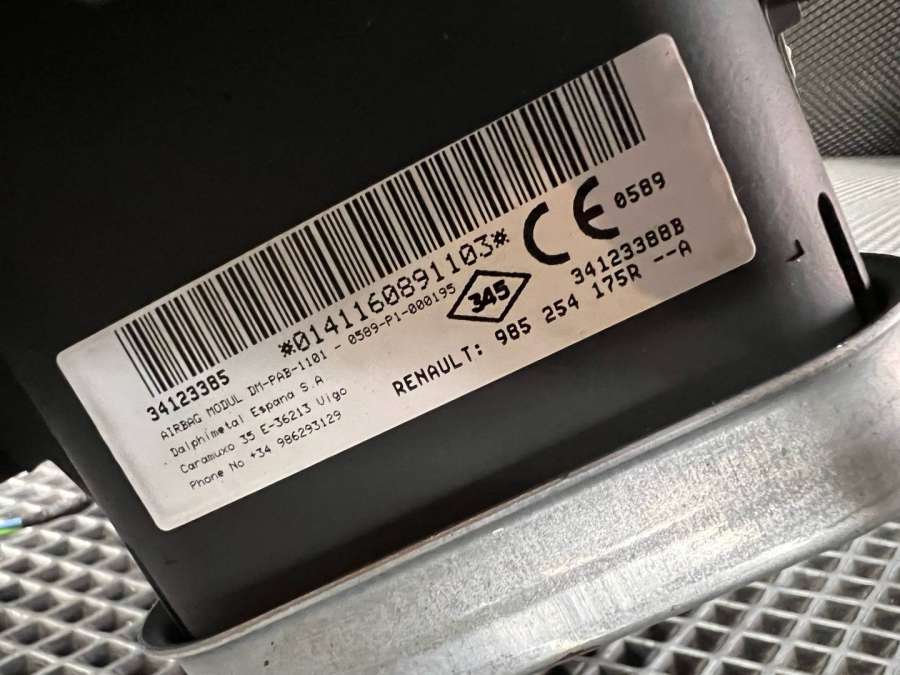 *0141160891103*
CE 0589
34123385
AIRBAG MODUL DM-PAB-1101 - 0589-P1-000195
345
34123388B
Dalphimetal Espana S.A
Caramuxo 35 E-36213 Vigo
Phone No +34 986293129
RENAULT: 985 254 175R --A